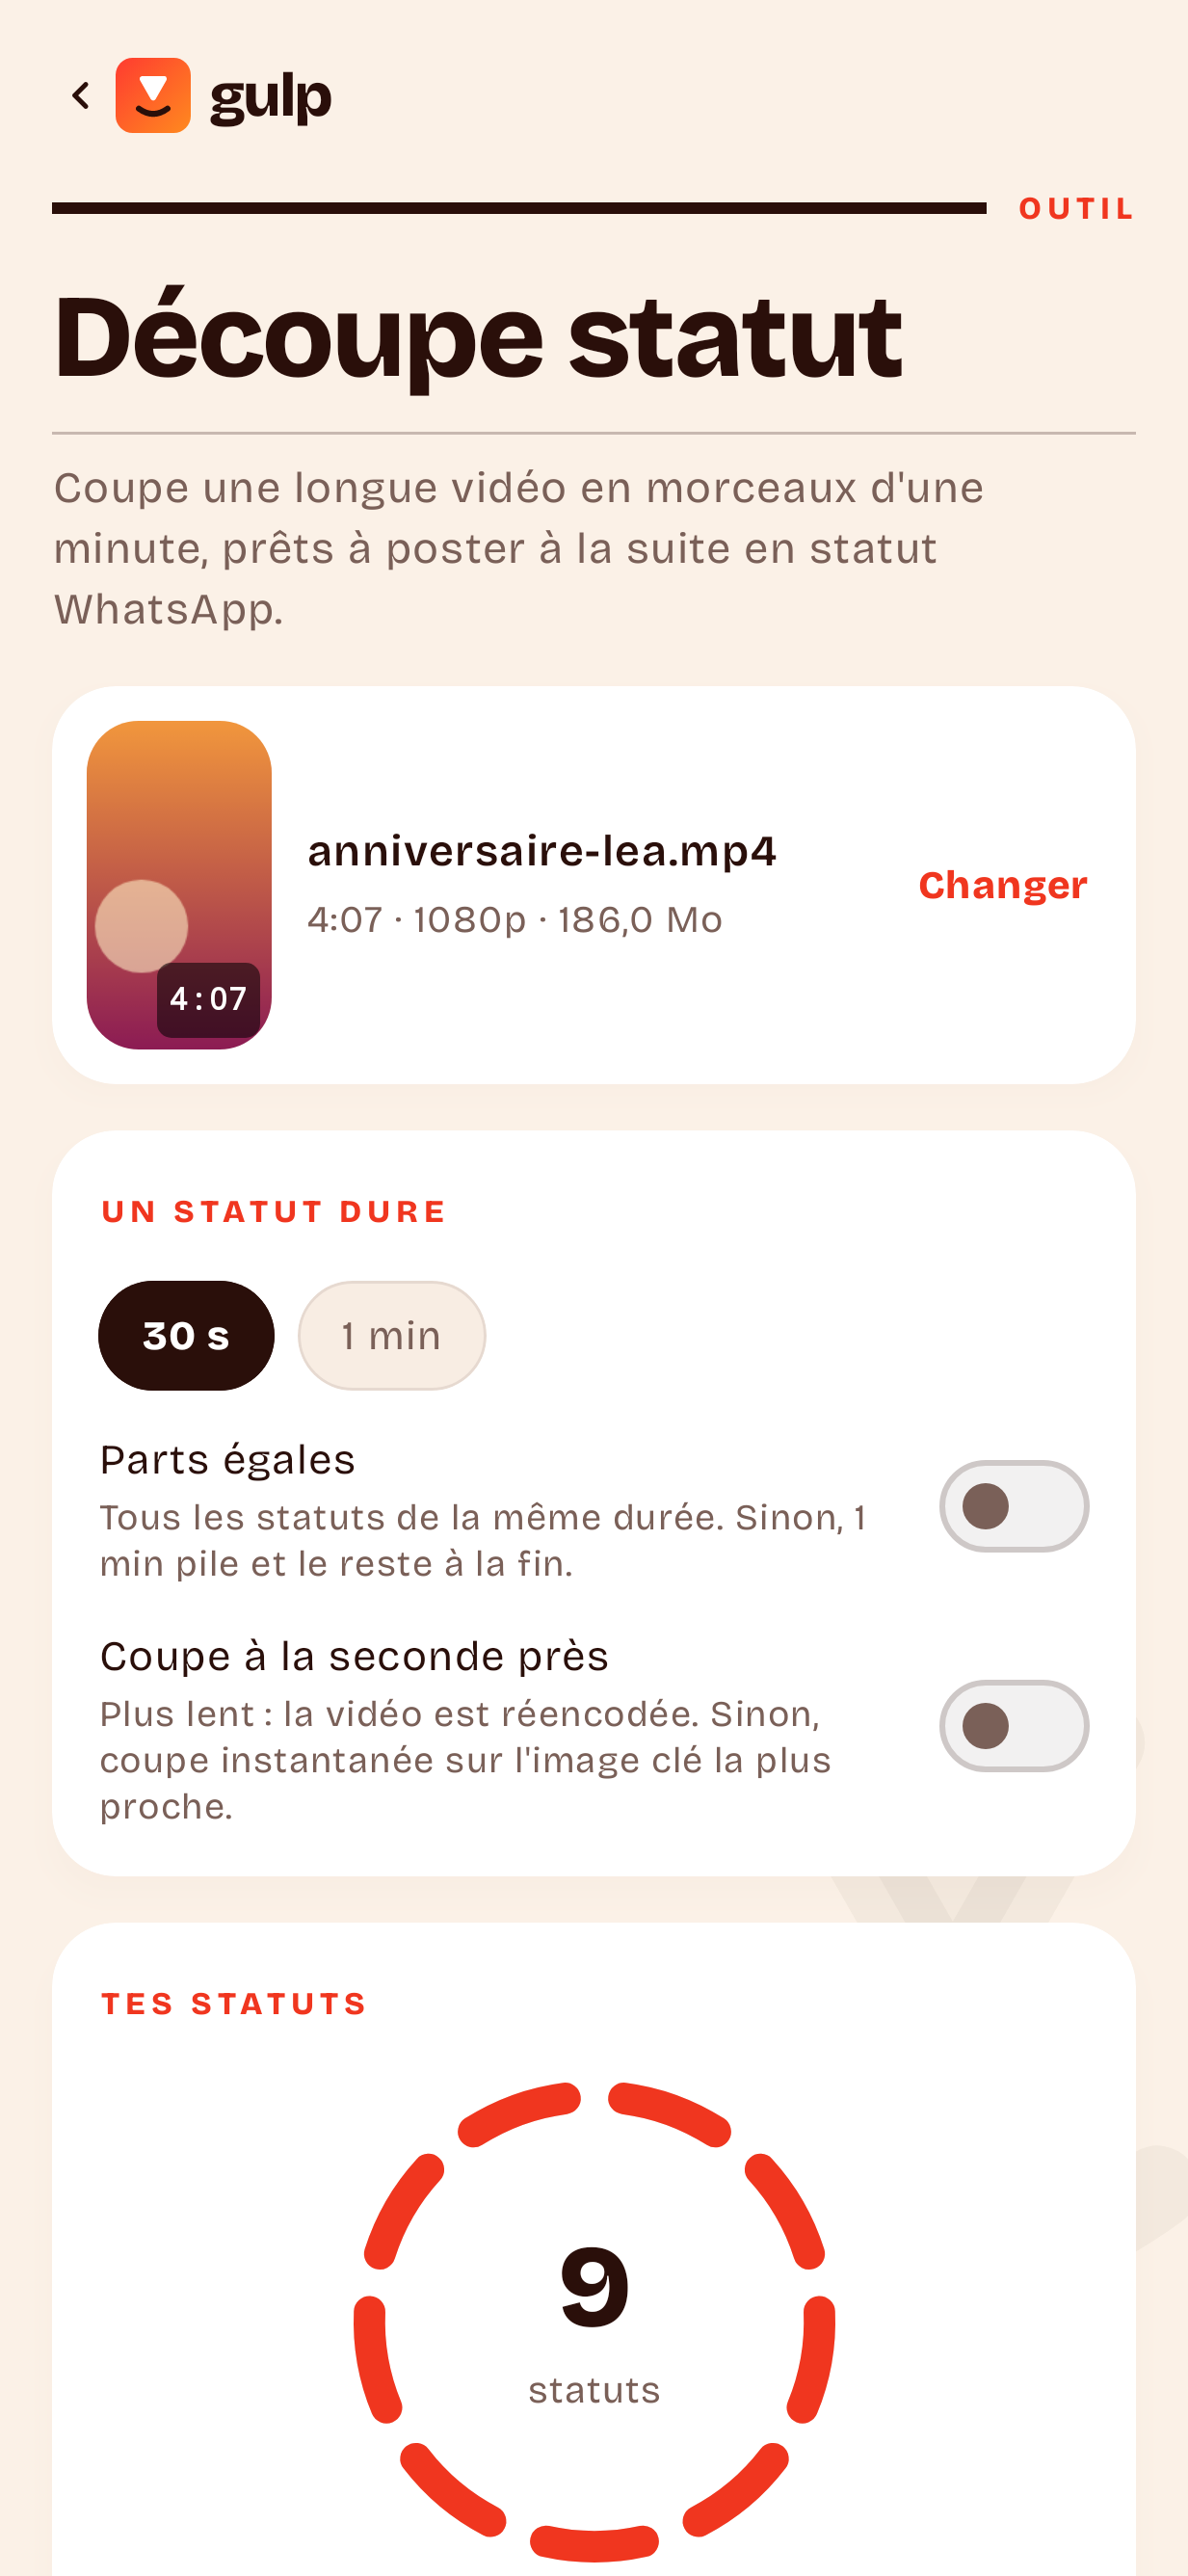 gulp
OUTIL
Découpe statut
Coupe une longue vidéo en morceaux d'une
minute, prêts à poster à la suite en statut
WhatsApp.
anniversaire-lea.mp4
4:07 · 1080p · 186,0 Mo
Changer
4:07
UN STATUT DURE
30 s
1 min
Parts égales
Tous les statuts de la même durée. Sinon, 1
min pile et le reste à la fin.
Coupe à la seconde près
Plus lent : la vidéo est réencodée. Sinon,
coupe instantanée sur l'image clé la plus
proche.
TES STATUTS
9
statuts